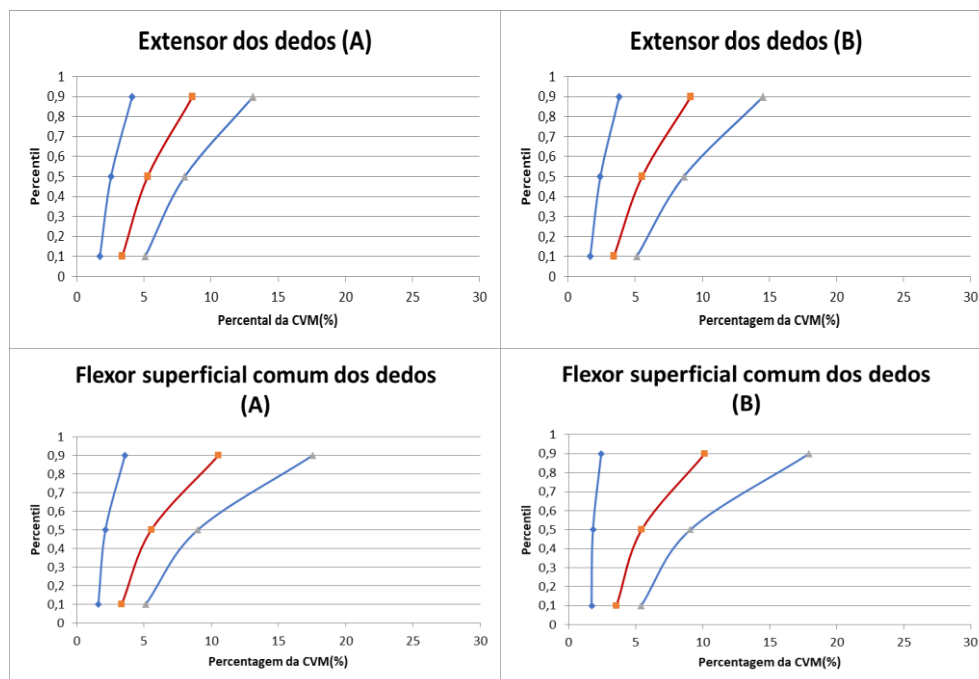 Extensor dos dedos (A)
Percentil
1
0,9
0,8
0,7
0,6
0,5
0,4
0,3
0,2
0,1
0
0 5 10 15 20 25 30
Percental da CVM(%)
Extensor dos dedos (B)
Percentil
1
0,9
0,8
0,7
0,6
0,5
0,4
0,3
0,2
0,1
0
0 5 10 15 20 25 30
Percentagem da CVM(%)
Flexor superficial comum dos dedos
(A)
Percentil
1
0,9
0,8
0,7
0,6
0,5
0,4
0,3
0,2
0,1
0
0 5 10 15 20 25 30
Percentagem da CVM(%)
Flexor superficial comum dos dedos
(B)
Percentil
1
0,9
0,8
0,7
0,6
0,5
0,4
0,3
0,2
0,1
0
0 5 10 15 20 25 30
Percentagem da CVM(%)